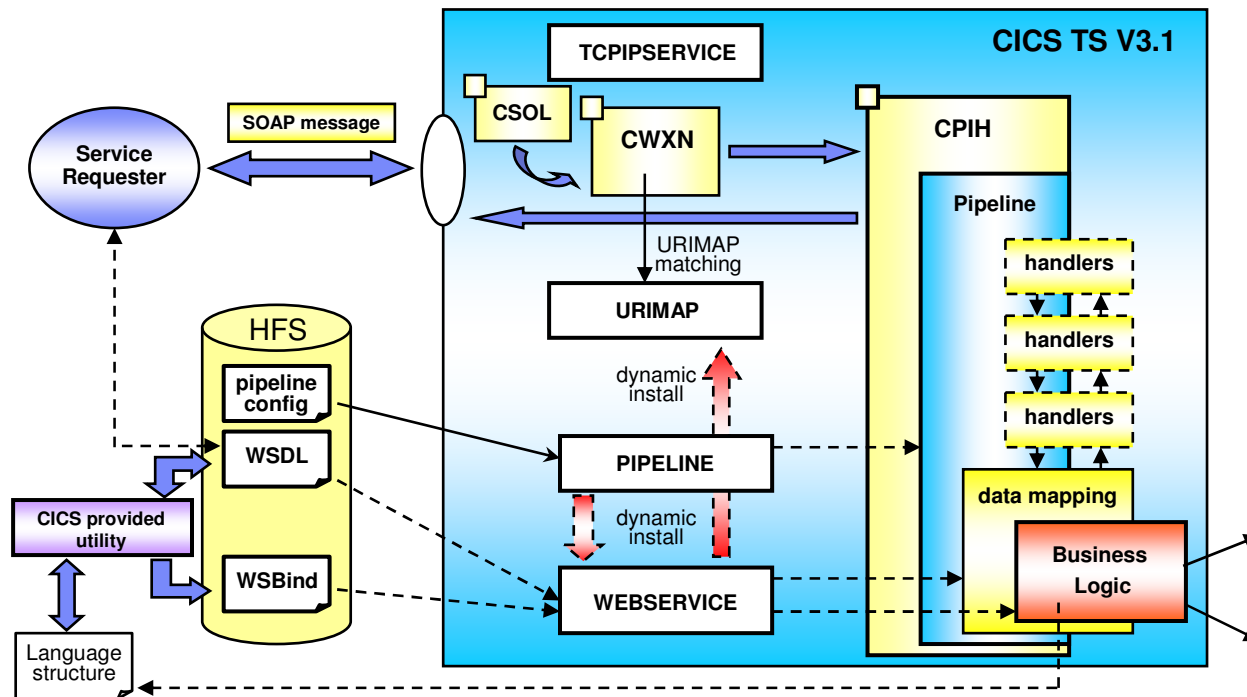 CICS TS V3.1
TCPIPSERVICE
SOAP message
CSOL
CWXN
CPIH
Service
Requester
Pipeline
URIMAP
matching
handlers
URIMAP
handlers
HFS
dynamic
install
pipeline
config
handlers
WSDL
PIPELINE
data mapping
CICS provided
utility
dynamic
install
Business
Logic
WSBind
WEBSERVICE
Language
structure